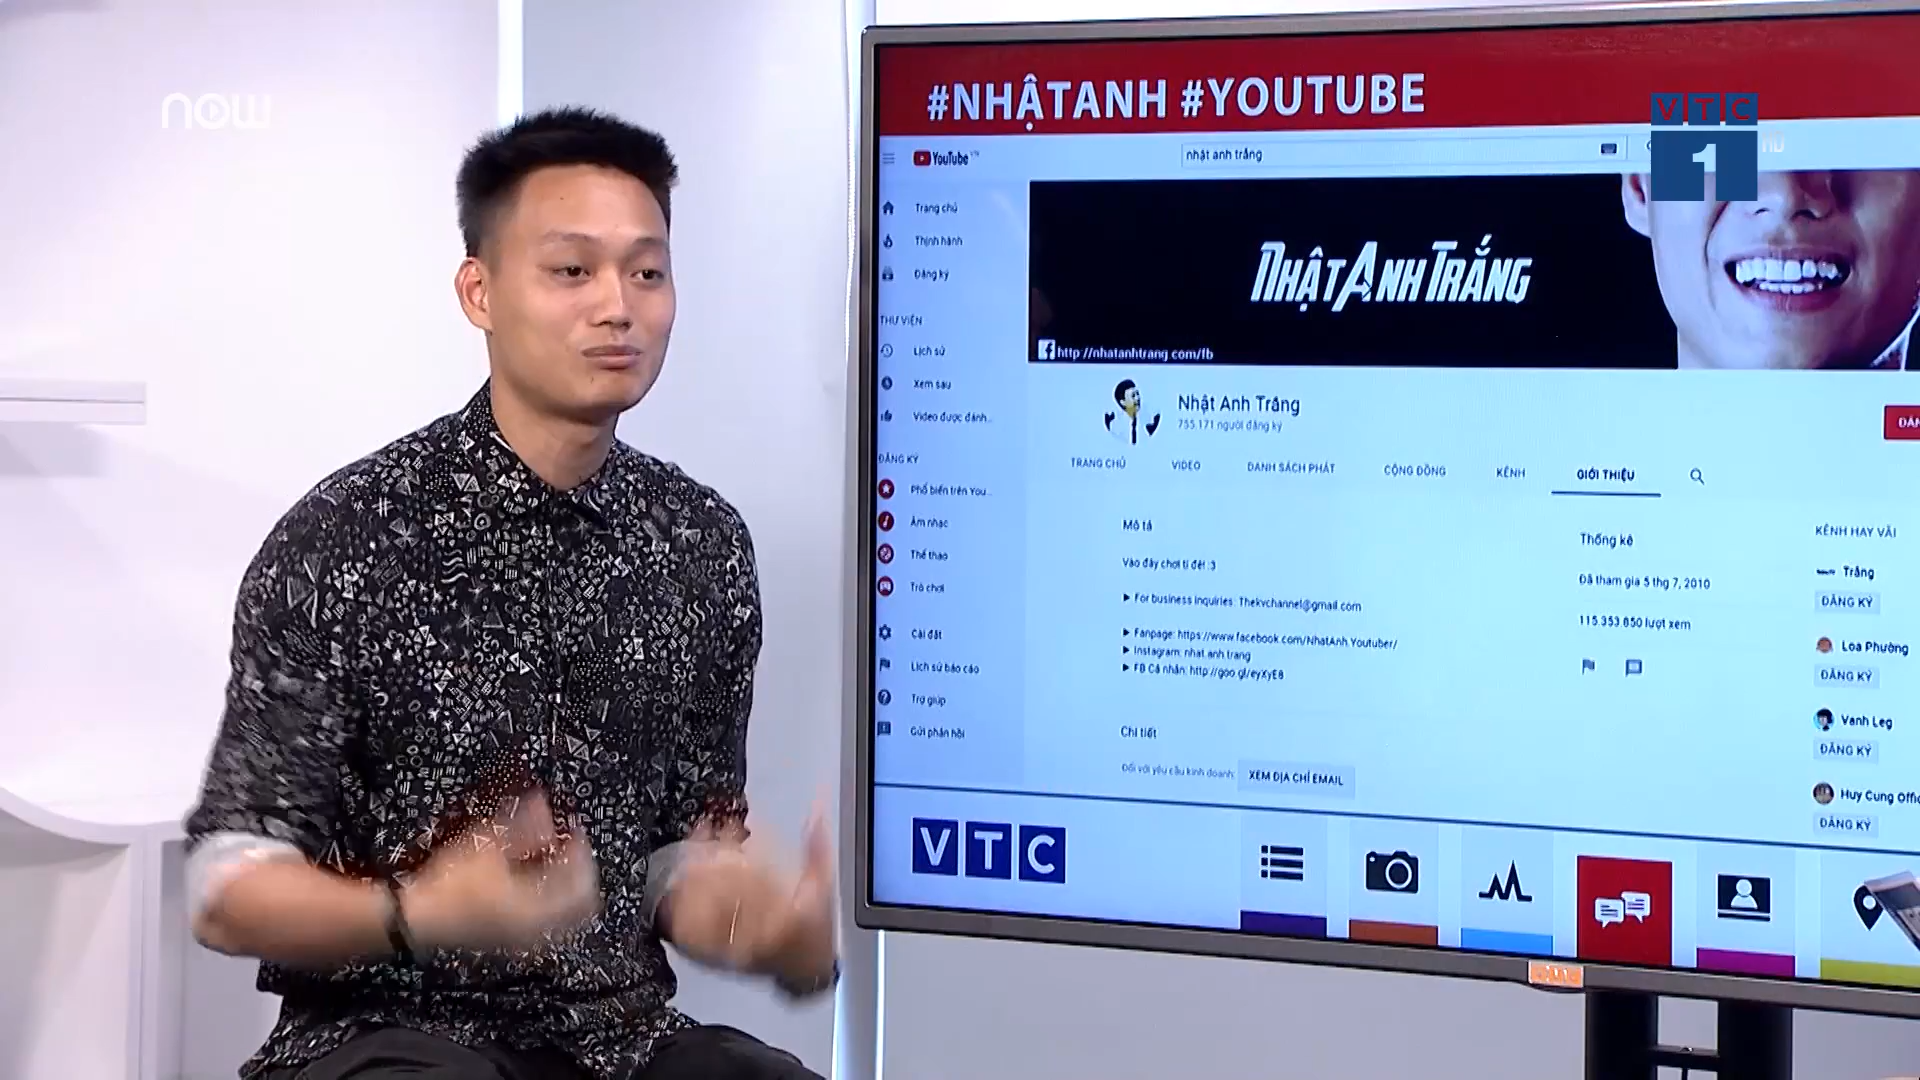 now
#NHẬTANH #YOUTUBE
VTC
1
HD
YouTube VN
nhật anh trắng
Trang chủ
Thịnh hành
Đăng ký
THƯ VIỆN
Lịch sử
Xem sau
Video được đánh...
ĐĂNG KÝ
Phổ biến trên You...
Âm nhạc
Thể thao
Trò chơi
Cài đặt
Lịch sử báo cáo
Trợ giúp
Gửi phản hồi
NHẬT ANH TRẮNG
http://nhatanhtrang.com/fb
Nhật Anh Trắng
755.171 người đăng ký
ĐĂN
TRANG CHỦ VIDEO DANH SÁCH PHÁT CỘNG ĐỒNG KÊNH GIỚI THIỆU
Mô tả
Vào đây chơi tí đê! :3
► For business inquiries: Thekvchannel@gmail.com
► Fanpage: https://www.facebook.com/NhatAnh.Youtuber/
► Instagram: nhat.anh.trang
► FB Cá nhân: http://goo.gl/eyXyE8
Chi tiết
Đối với yêu cầu kinh doanh: XEM ĐỊA CHỈ EMAIL
Thống kê
Đã tham gia 5 thg 7, 2010
115.353.850 lượt xem
KÊNH HAY VÃI
Trắng
ĐĂNG KÝ
Loa Phường
ĐĂNG KÝ
Vanh Leg
ĐĂNG KÝ
Huy Cung Offic
ĐĂNG KÝ
VTC